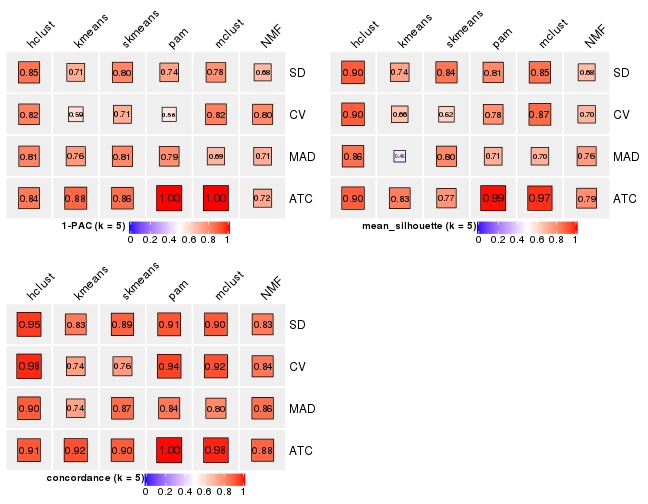 hclust kmeans skmeans pam mclust NMF
0.85 0.71 0.80 0.74 0.78 0.68 SD
0.82 0.59 0.71 0.56 0.82 0.80 CV
0.81 0.76 0.81 0.79 0.69 0.71 MAD
0.84 0.88 0.86 1.00 1.00 0.72 ATC
1-PAC (k = 5)
0 0.2 0.4 0.6 0.8 1
hclust kmeans skmeans pam mclust NMF
0.90 0.74 0.84 0.81 0.85 0.68 SD
0.90 0.66 0.62 0.78 0.87 0.70 CV
0.86 0.80 0.71 0.70 0.76 MAD
0.90 0.83 0.77 0.99 0.97 0.79 ATC
mean_silhouette (k = 5)
0 0.2 0.4 0.6 0.8 1
hclust kmeans skmeans pam mclust NMF
0.95 0.83 0.89 0.91 0.90 0.83 SD
0.98 0.74 0.76 0.94 0.92 0.84 CV
0.90 0.74 0.87 0.84 0.80 0.86 MAD
0.91 0.92 0.90 1.00 0.98 0.88 ATC
concordance (k = 5)
0 0.2 0.4 0.6 0.8 1